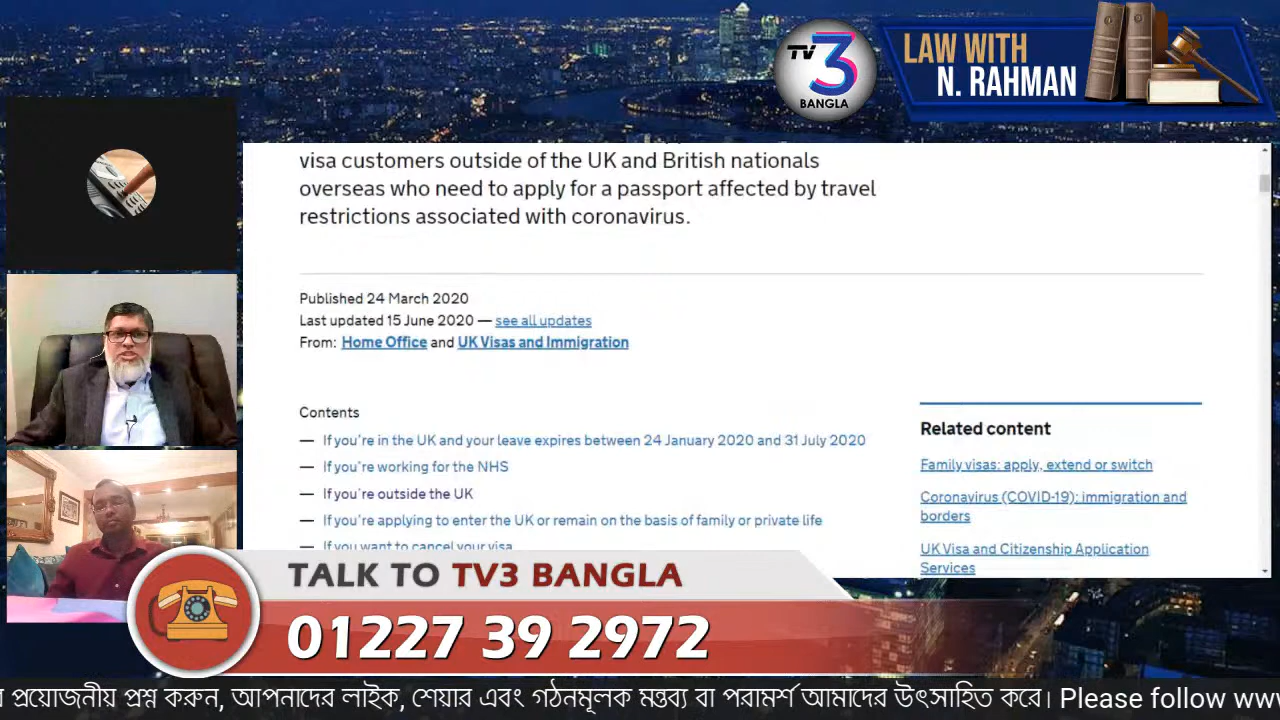 TV3
BANGLA
LAW WITH
N. RAHMAN
visa customers outside of the UK and British nationals
overseas who need to apply for a passport affected by travel
restrictions associated with coronavirus.
Published 24 March 2020
Last updated 15 June 2020 — see all updates
From: Home Office and UK Visas and Immigration
Contents
— If you're in the UK and your leave expires between 24 January 2020 and 31 July 2020
— If you're working for the NHS
— If you're outside the UK
— If you're applying to enter the UK or remain on the basis of family or private life
— If you want to cancel your visa
Related content
Family visas: apply, extend or switch
Coronavirus (COVID-19): immigration and
borders
UK Visa and Citizenship Application
Services
TALK TO TV3 BANGLA
01227 39 2972
প্রয়োজনীয় প্রশ্ন করুন, আপনাদের লাইক, শেয়ার এবং গঠনমূলক মন্তব্য বা পরামর্শ আমাদের উৎসাহিত করে। Please follow